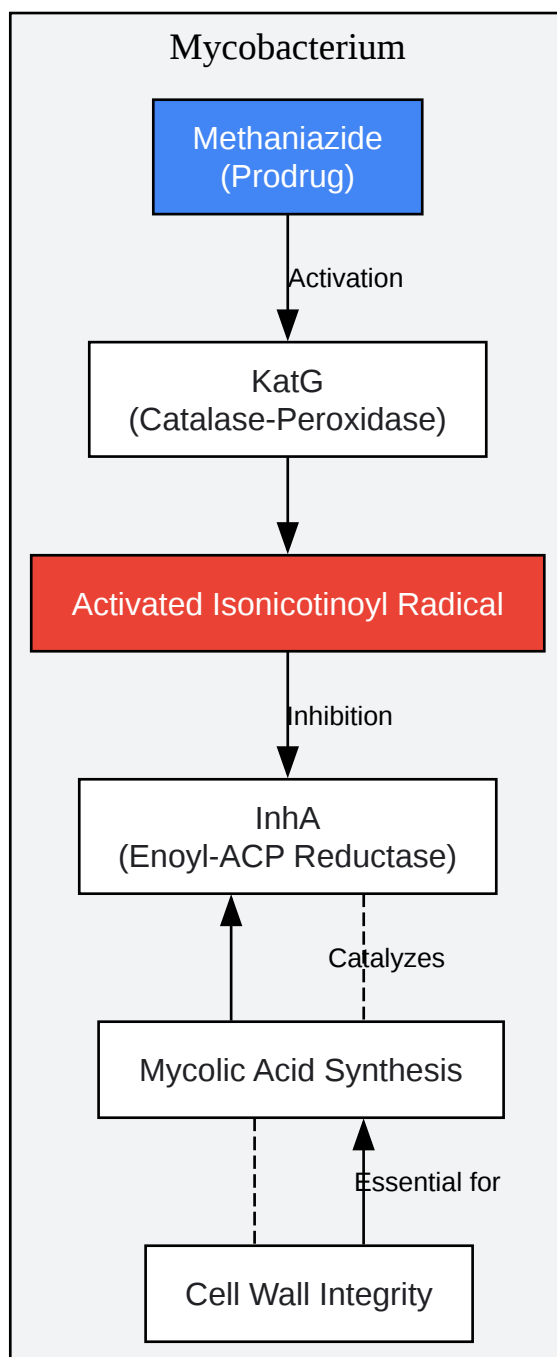 Mycobacterium
Methaniazide
(Prodrug)
Activation
KatG
(Catalase-Peroxidase)
Activated Isonicotinoyl Radical
Inhibition
InhA
(Enoyl-ACP Reductase)
Catalyzes
Mycolic Acid Synthesis
Essential for
Cell Wall Integrity